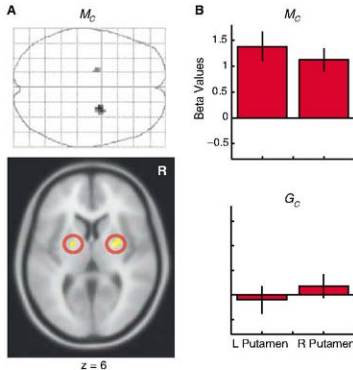 A
M_C
R
z = 6
B
M_C
Beta Values
1.5
1
0.5
0
−0.5
G_C
L Putamen
R Putamen